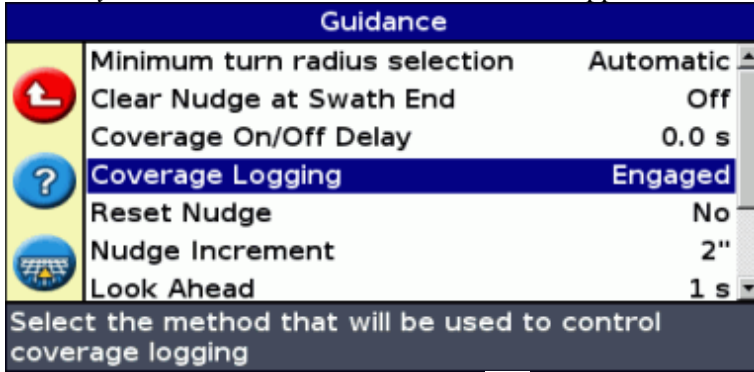 Guidance
Minimum turn radius selection Automatic
Clear Nudge at Swath End Off
Coverage On/Off Delay 0.0 s
?
Coverage Logging Engaged
Reset Nudge No
Nudge Increment 2"
Look Ahead 1 s
Select the method that will be used to control
coverage logging